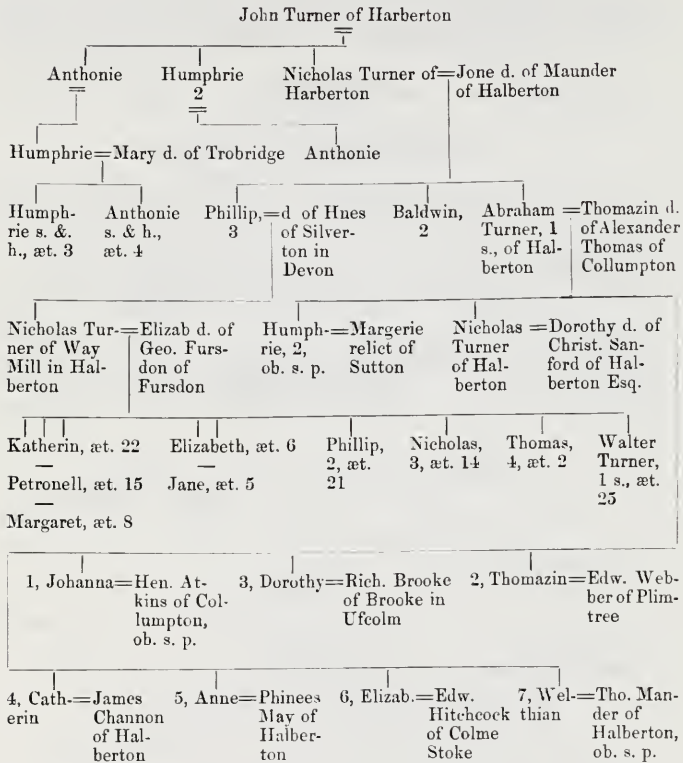 John Turner of Harberton
Anthonie Humphrie Nicholas Turner of=Jone d. of Maunder
2 Harberton of Halberton
Humphrie=Mary d. of Trobridge Anthonie
Humph- Anthonie Phillip,=d of Hues Baldwin, Abraham =Thomazin d.
rie s. &. s. & h., 3 of Silver- 2 Turner, 1 of Alexander
h., æt. 3 æt. 4 ton in s., of Hal- Thomas of
Devon berton Collumpton
Nicholas Tur-=Elizab d. of Humph-=Margerie Nicholas =Dorothy d. of
ner of Way Geo. Furs- rie, 2, relict of Turner Christ. San-
Mill in Hal- don of ob. s. p. Sutton of Hal- ford of Hal-
berton Fursdon berton berton Esq.
Katherin, æt. 22 Elizabeth, æt. 6 Phillip, Nicholas, Thomas, Walter
— — 2, æt. 3, æt. 14 4, æt. 2 Turner,
Petronell, æt. 15 Jane, æt. 5 21 1 s., æt.
— 25
Margaret, æt. 8
1, Johanna=Hen. At- 3, Dorothy=Rich. Brooke 2, Thomazin=Edw. Web-
kins of Col- of Brooke in ber of Plim-
lumpton, Ufcolm tree
ob. s. p.
4, Cath-=James 5, Anne=Phinees 6, Elizab.=Edw. 7, Wel-=Tho. Man-
erin Channon May of Hitchcock thian der of
of Hal- Halber- of Colme Halberton,
berton ton Stoke ob. s. p.